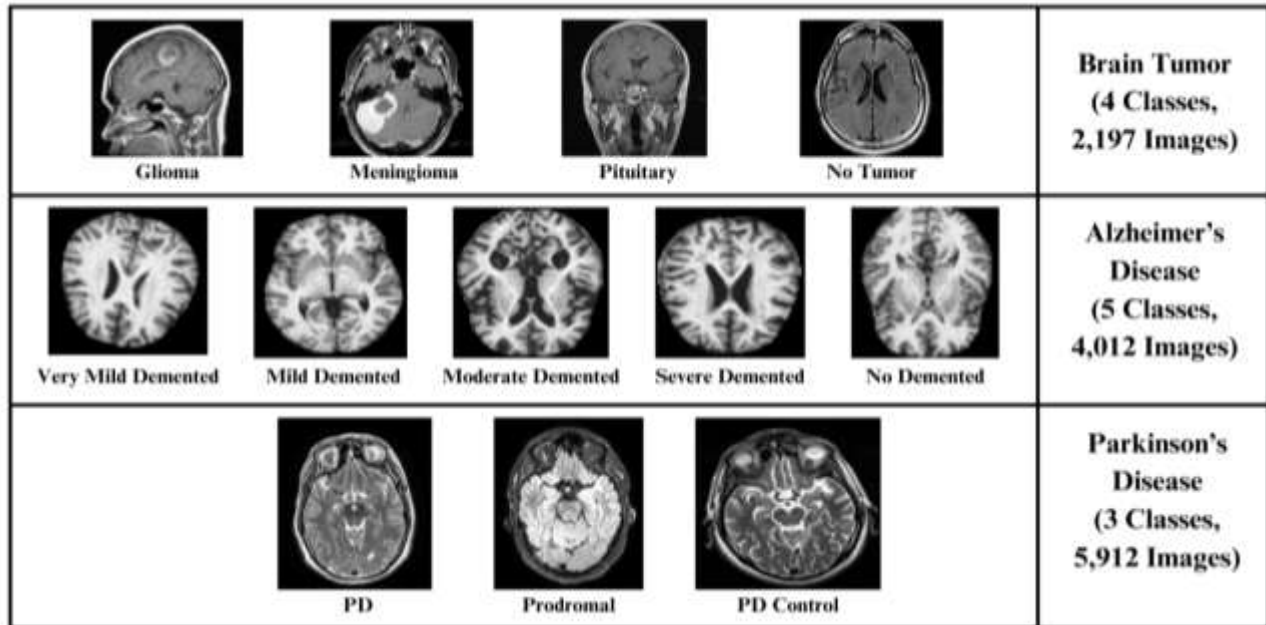 Glioma
Meningioma
Pituitary
No Tumor
Brain Tumor
(4 Classes,
2,197 Images)
Very Mild Demented
Mild Demented
Moderate Demented
Severe Demented
No Demented
Alzheimer's
Disease
(5 Classes,
4,012 Images)
PD
Prodromal
PD Control
Parkinson's
Disease
(3 Classes,
5,912 Images)